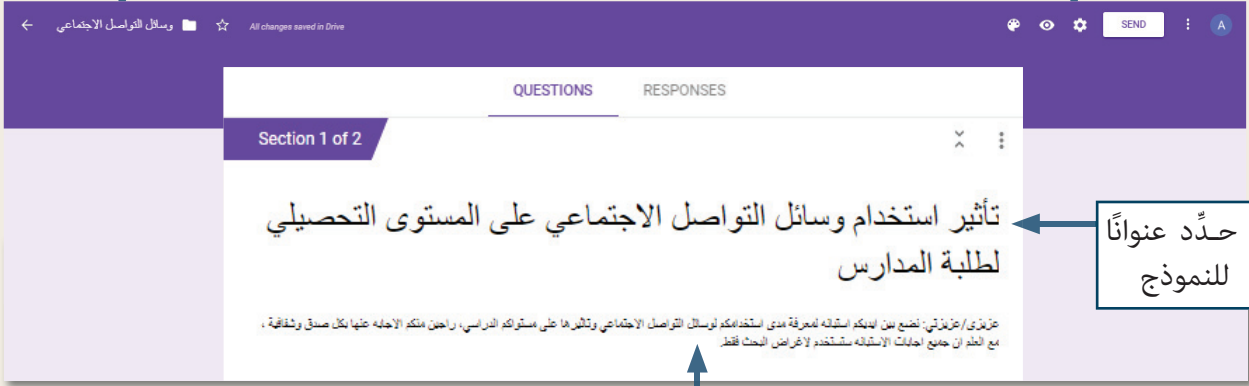 وسائل التواصل الاجتماعي
All changes saved in Drive
SEND
A
QUESTIONS
RESPONSES
Section 1 of 2
تأثير استخدام وسائل التواصل الاجتماعي على المستوى التحصيلي
لطلبة المدارس
عزيزي/عزيزتي: نضع بين ايديكم استبانه لمعرفة مدى استخدامكم لوسائل التواصل الاجتماعي وتاثيرها على مستواكم الدراسي، راجين منكم الاجابه عنها بكل صدق وشفافية ،
مع العلم ان جميع اجابات الاستبانه ستستخدم لاغراض البحث فقط.
حدِّد عنوانًا
للنموذج